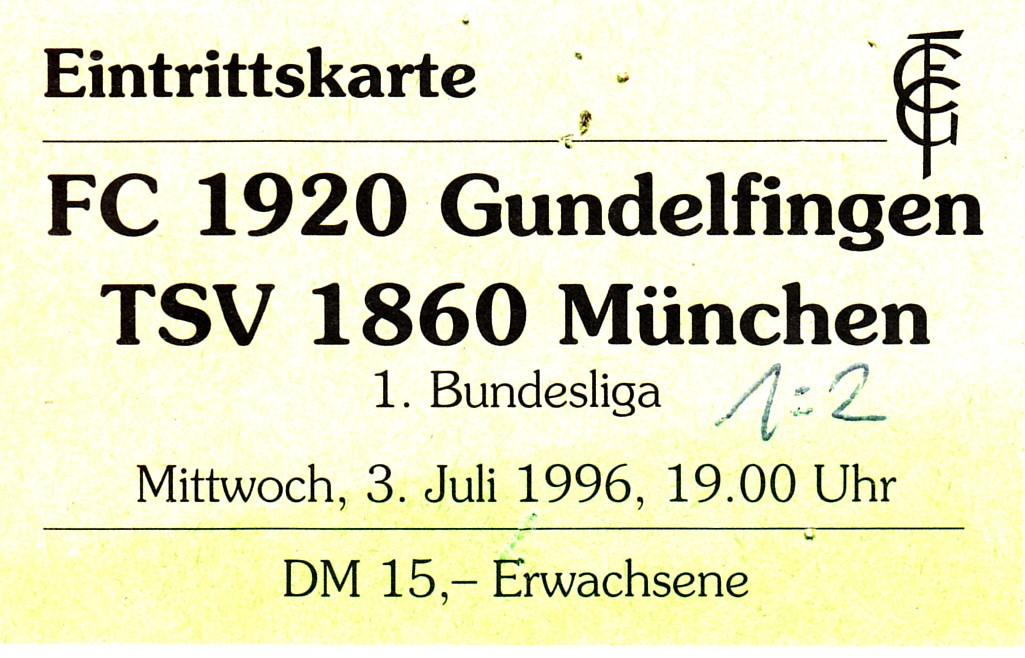 Eintrittskarte
FC 1920 Gundelfingen
TSV 1860 München
1. Bundesliga 1:2
Mittwoch, 3. Juli 1996, 19.00 Uhr
DM 15,– Erwachsene